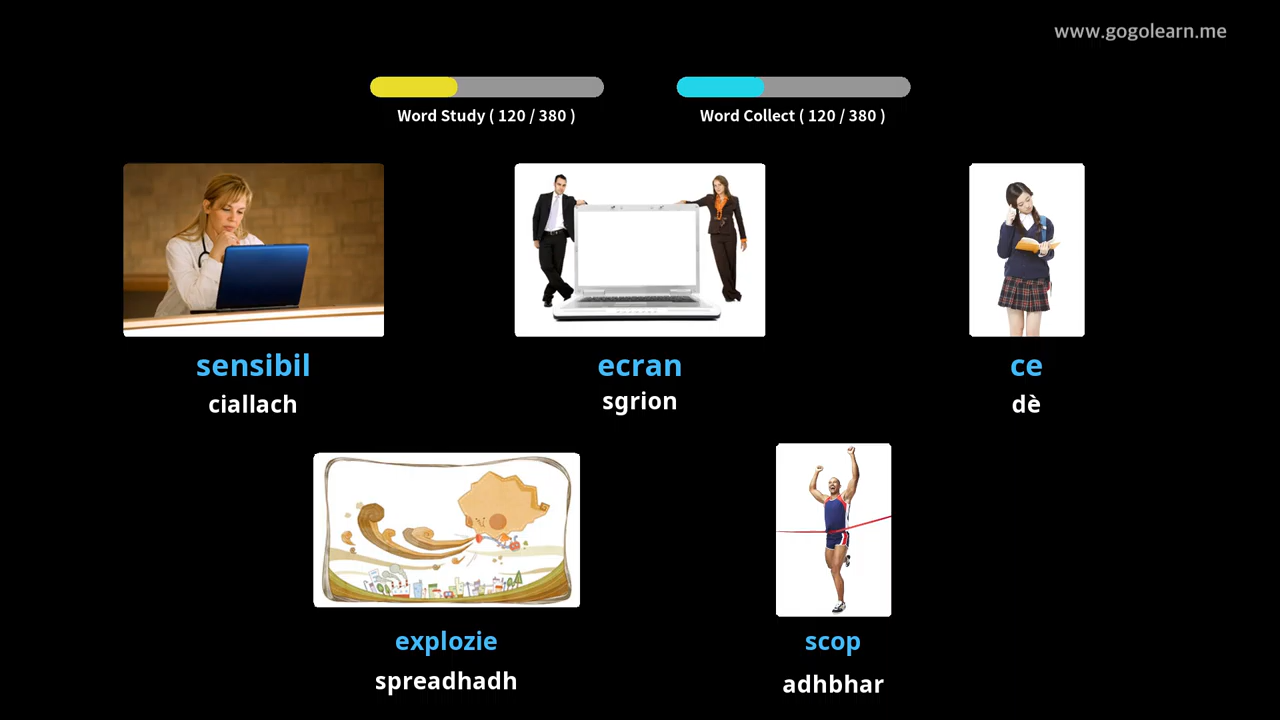 www.gogolearn.me
Word Study ( 120 / 380 )
Word Collect ( 120 / 380 )
sensibil
ciallach
ecran
sgrion
ce
dè
explozie
spreadhadh
scop
adhbhar